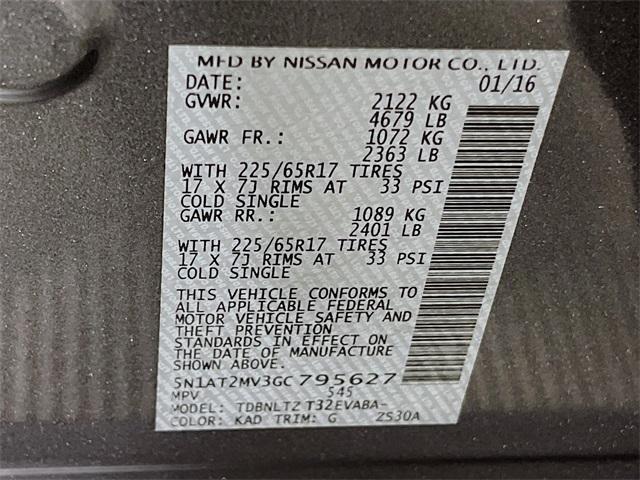 MFD BY NISSAN MOTOR CO., LTD.
DATE: 01/16
GVWR: 2122 KG
4679 LB
GAWR FR.: 1072 KG
2363 LB
WITH 225/65R17 TIRES
17 X 7J RIMS AT 33 PSI
COLD SINGLE
GAWR RR.: 1089 KG
2401 LB
WITH 225/65R17 TIRES
17 X 7J RIMS AT 33 PSI
COLD SINGLE
THIS VEHICLE CONFORMS TO
ALL APPLICABLE FEDERAL
MOTOR VEHICLE SAFETY AND
THEFT PREVENTION
STANDARDS IN EFFECT ON
THE DATE OF MANUFACTURE
SHOWN ABOVE.
5N1AT2MV3GC795627
MPV 545
MODEL: TDBNLTZ T32EVABA-
COLOR: KAD TRIM: G ZS30A